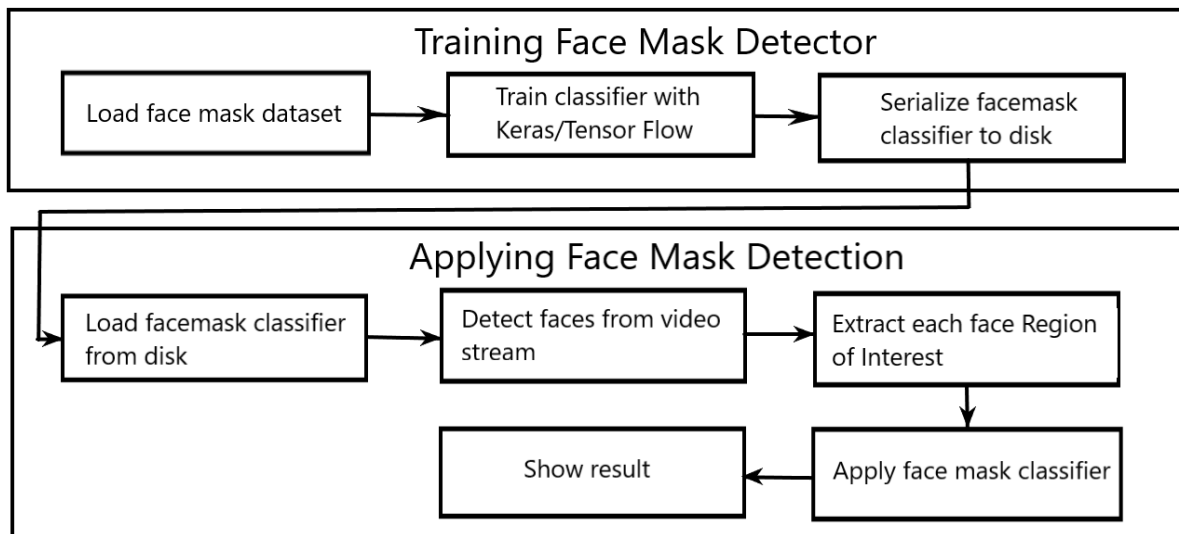 Training Face Mask Detector
Load face mask dataset
Train classifier with
Keras/Tensor Flow
Serialize facemask
classifier to disk
Applying Face Mask Detection
Load facemask classifier
from disk
Detect faces from video
stream
Extract each face Region
of Interest
Apply face mask classifier
Show result